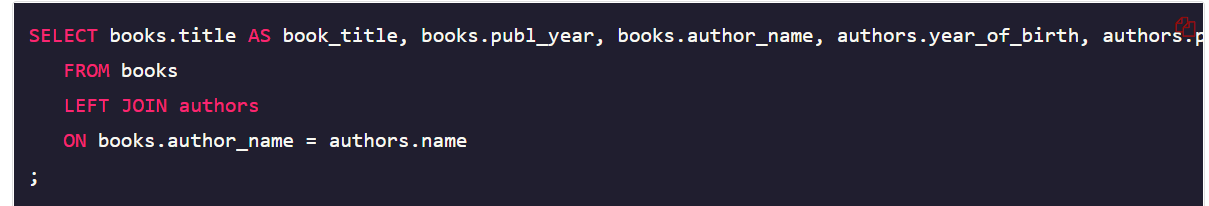 SELECT books.title AS book_title, books.publ_year, books.author_name, authors.year_of_birth,
FROM books
LEFT JOIN authors
ON books.author_name = authors.name
;